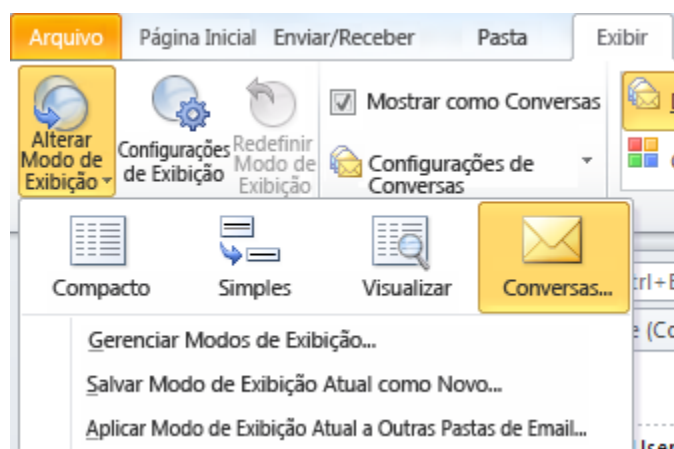 Arquivo Página Inicial Enviar/Receber Pasta Exibir
Alterar Modo de Exibição
Configurações de Exibição
Redefinir Modo de Exibição
Mostrar como Conversas
Configurações de Conversas
Compacto Simples Visualizar Conversas...
Gerenciar Modos de Exibição...
Salvar Modo de Exibição Atual como Novo...
Aplicar Modo de Exibição Atual a Outras Pastas de Email...